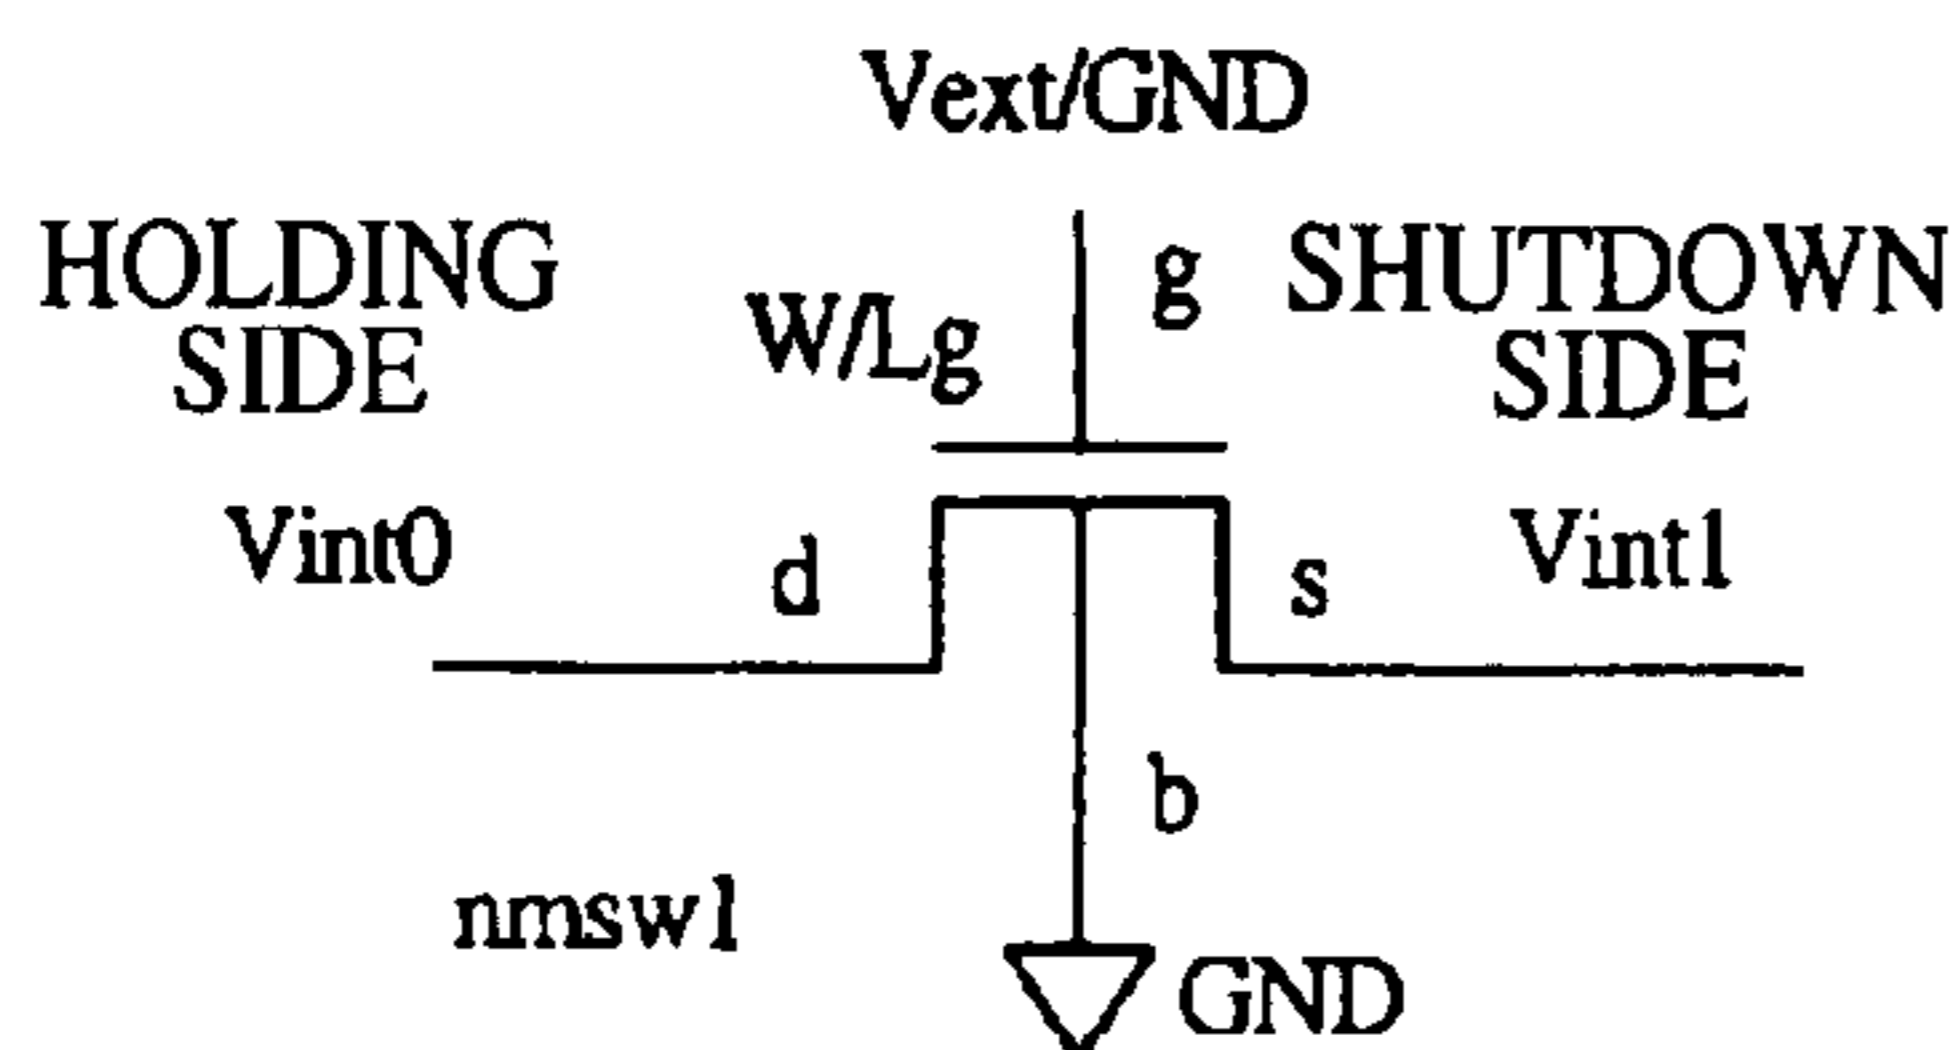 Vext/GND
HOLDING
SIDE
W/Lg
g
SHUTDOWN
SIDE
Vint0
d
s
Vint1
b
nmsw1
GND